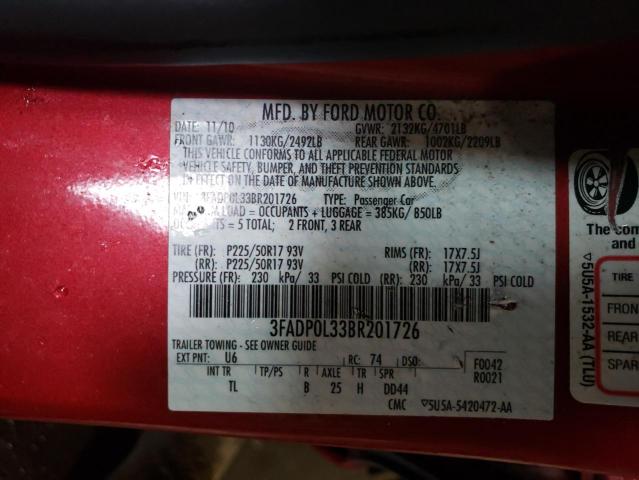 MFD. BY FORD MOTOR CO.
DATE: 11/10 GVWR: 2132KG/4701LB
FRONT GAWR: 1130KG/2492LB REAR GAWR: 1002KG/2209LB
THIS VEHICLE CONFORMS TO ALL APPLICABLE FEDERAL MOTOR
VEHICLE SAFETY, BUMPER, AND THEFT PREVENTION STANDARDS
IN EFFECT ON THE DATE OF MANUFACTURE SHOWN ABOVE.
VIN: 3FADP0L33BR201726 TYPE: Passenger Car
LOAD = OCCUPANTS + LUGGAGE = 385KG/ 850LB
= 5 TOTAL; 2 FRONT, 3 REAR
TIRE (FR): P225/50R17 93V RIMS (FR): 17X7.5J
(RR): P225/50R17 93V (RR): 17X7.5J
PRESSURE (FR): 230 kPa/ 33 PSI COLD (RR): 230 kPa/ 33 PSI COLD
3FADP0L33BR201726
TRAILER TOWING - SEE OWNER GUIDE
EXT PNT: U6 RC: 74 DSO: F0042
R0021
INT TR TP/PS R AXLE TR SPR
TL B 25 H DD44
CMC ▽5U5A-5420472-AA
The
and
TIRE
FRON
REAR
SPAR
▽5U5A-1532-AA (TLU)